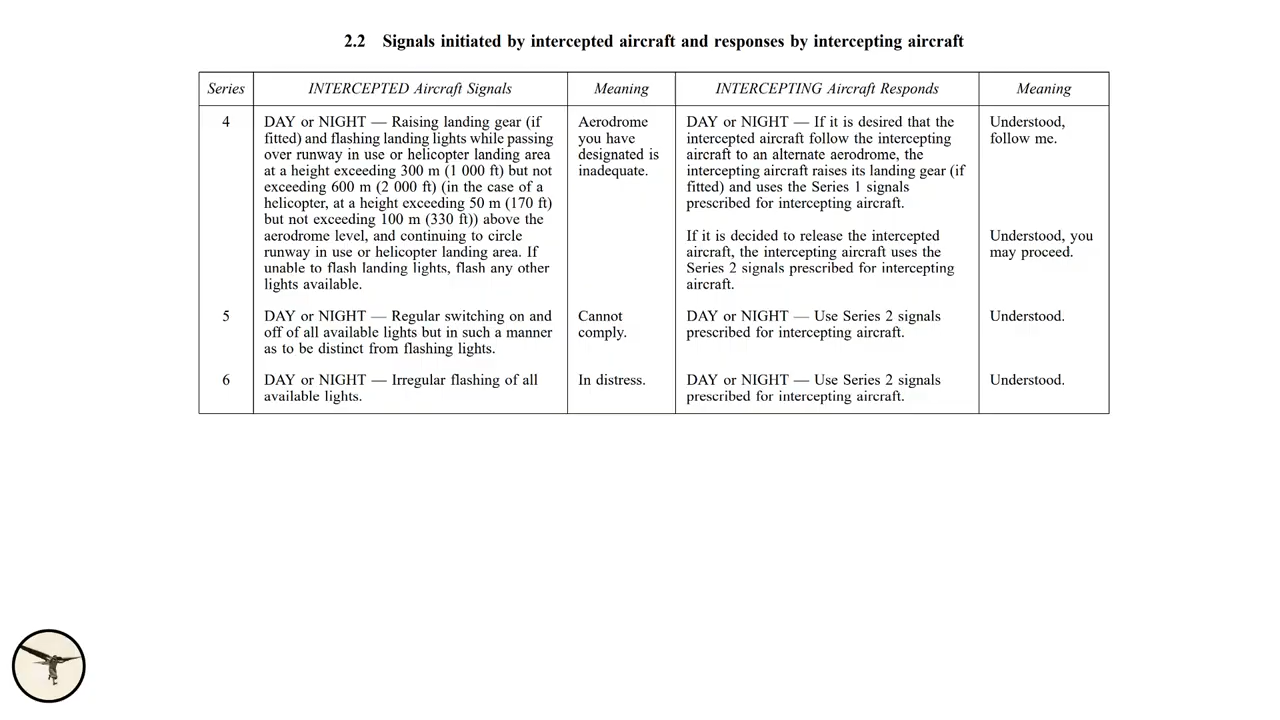 2.2 Signals initiated by intercepted aircraft and responses by intercepting aircraft
Series
INTERCEPTED Aircraft Signals
Meaning
INTERCEPTING Aircraft Responds
Meaning
4
DAY or NIGHT — Raising landing gear (if
fitted) and flashing landing lights while passing
over runway in use or helicopter landing area
at a height exceeding 300 m (1 000 ft) but not
exceeding 600 m (2 000 ft) (in the case of a
helicopter, at a height exceeding 50 m (170 ft)
but not exceeding 100 m (330 ft)) above the
aerodrome level, and continuing to circle
runway in use or helicopter landing area. If
unable to flash landing lights, flash any other
lights available.
Aerodrome
you have
designated is
inadequate.
DAY or NIGHT — If it is desired that the
intercepted aircraft follow the intercepting
aircraft to an alternate aerodrome, the
intercepting aircraft raises its landing gear (if
fitted) and uses the Series 1 signals
prescribed for intercepting aircraft.
Understood,
follow me.
If it is decided to release the intercepted
aircraft, the intercepting aircraft uses the
Series 2 signals prescribed for intercepting
aircraft.
Understood, you
may proceed.
5
DAY or NIGHT — Regular switching on and
off of all available lights but in such a manner
as to be distinct from flashing lights.
Cannot
comply.
DAY or NIGHT — Use Series 2 signals
prescribed for intercepting aircraft.
Understood.
6
DAY or NIGHT — Irregular flashing of all
available lights.
In distress.
DAY or NIGHT — Use Series 2 signals
prescribed for intercepting aircraft.
Understood.